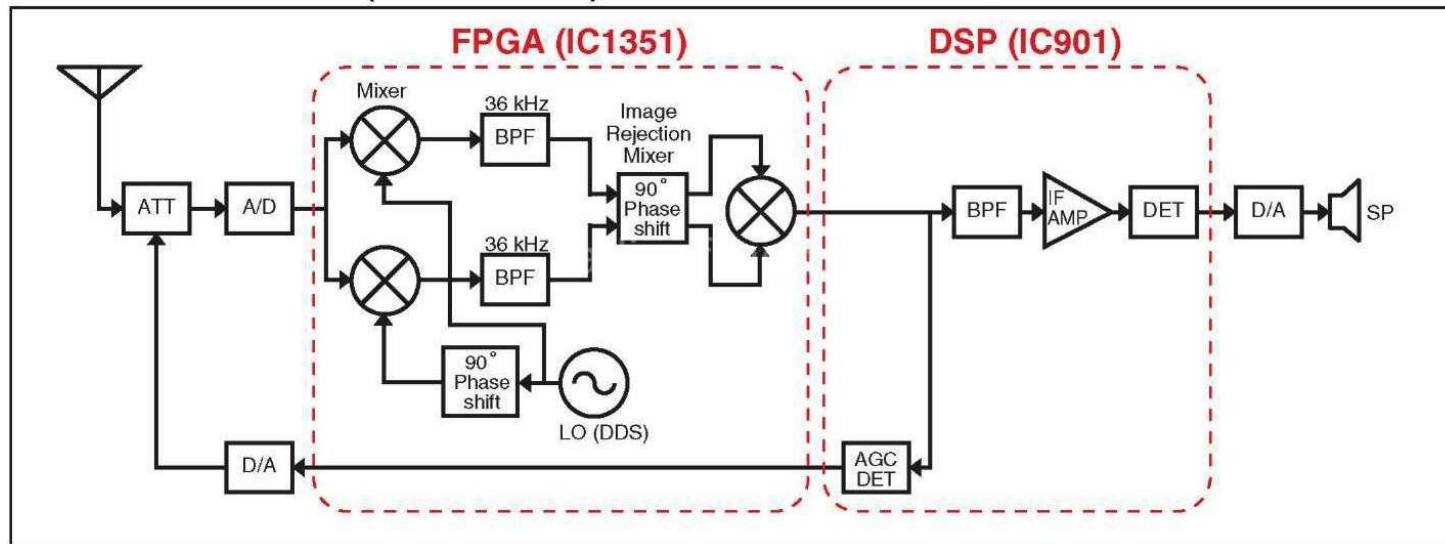 FPGA (IC1351)
DSP (IC901)
Mixer
36 kHz
BPF
Image
Rejection
Mixer
90°
Phase
shift
ATT
A/D
BPF
IF
AMP
DET
D/A
SP
36 kHz
BPF
90°
Phase
shift
LO (DDS)
D/A
AGC
DET